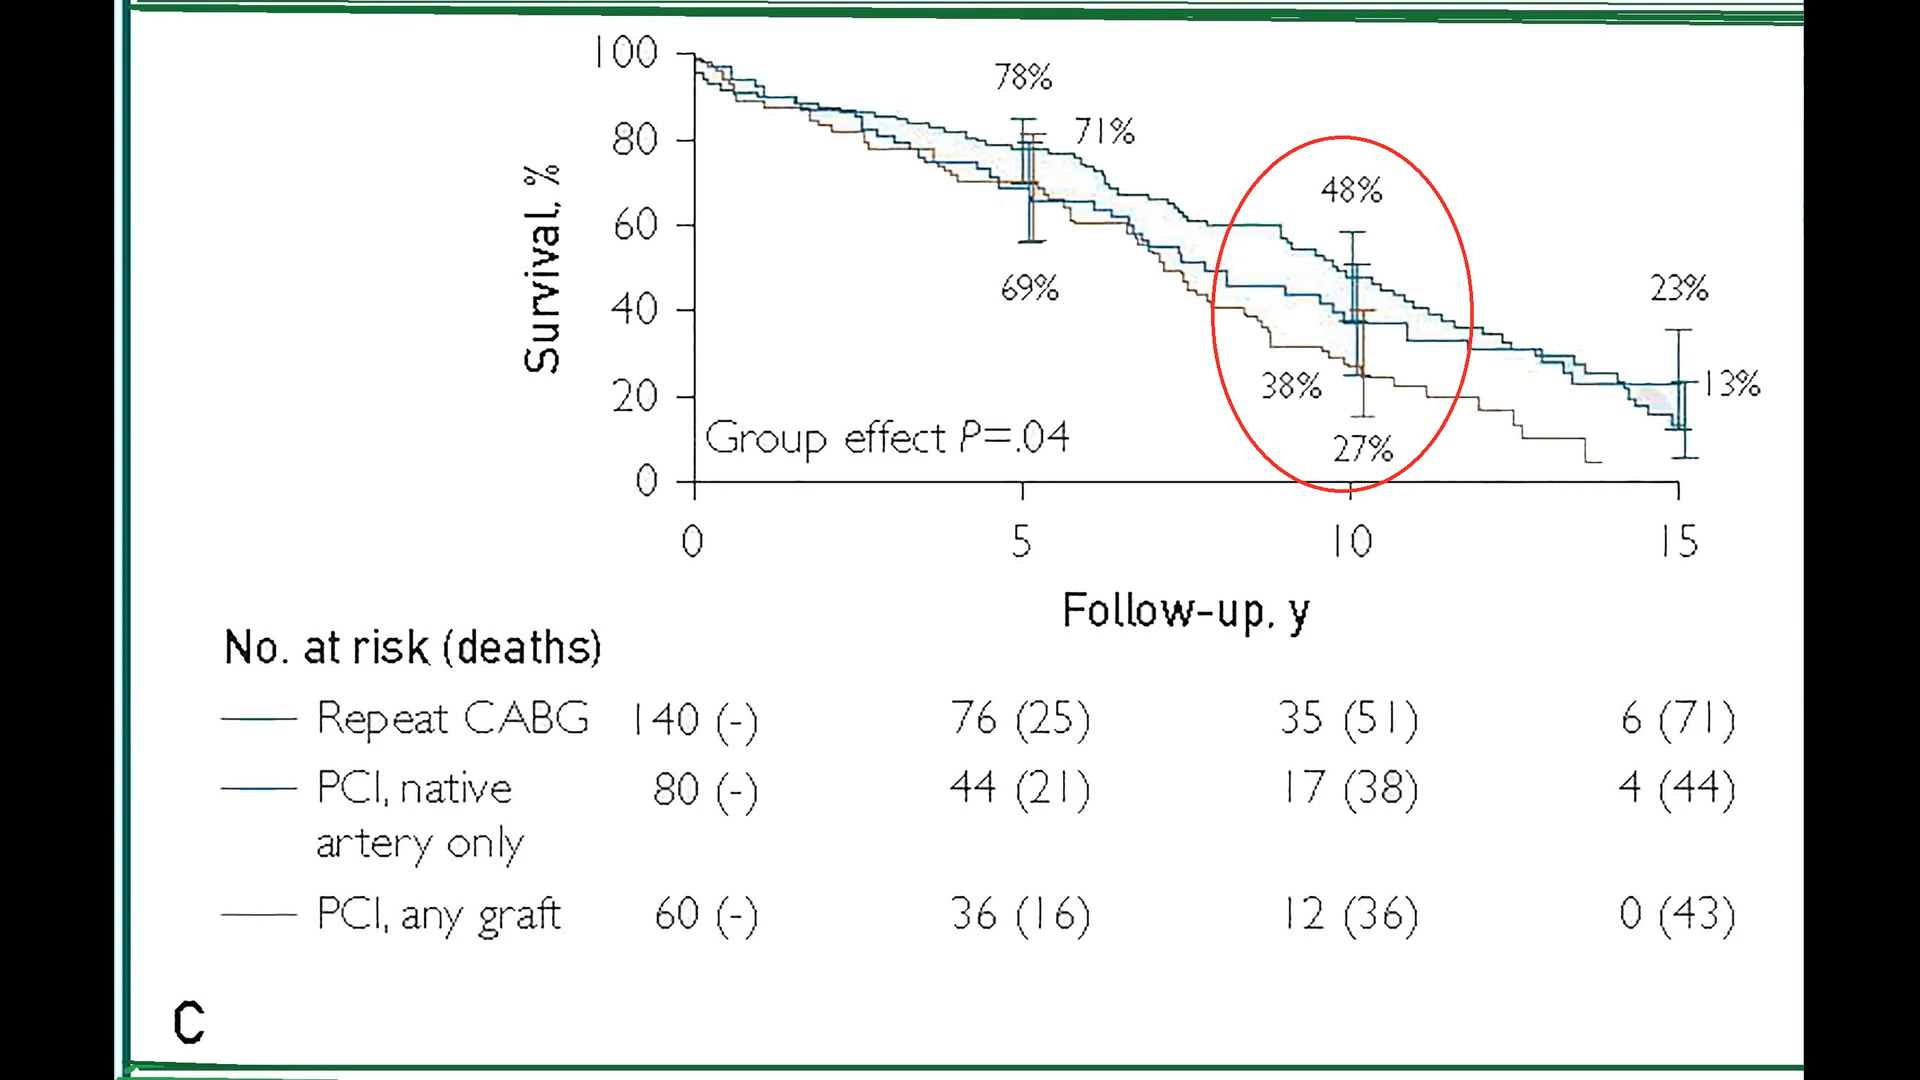 100
78%
80
71%
48%
60
69%
23%
40
38%
13%
20
Group effect P=.04
27%
0
Survival, %
0 5 10 15
Follow-up, y
No. at risk (deaths)
Repeat CABG 140 (-) 76 (25) 35 (51) 6 (71)
PCI, native 80 (-) 44 (21) 17 (38) 4 (44)
artery only
PCI, any graft 60 (-) 36 (16) 12 (36) 0 (43)
C